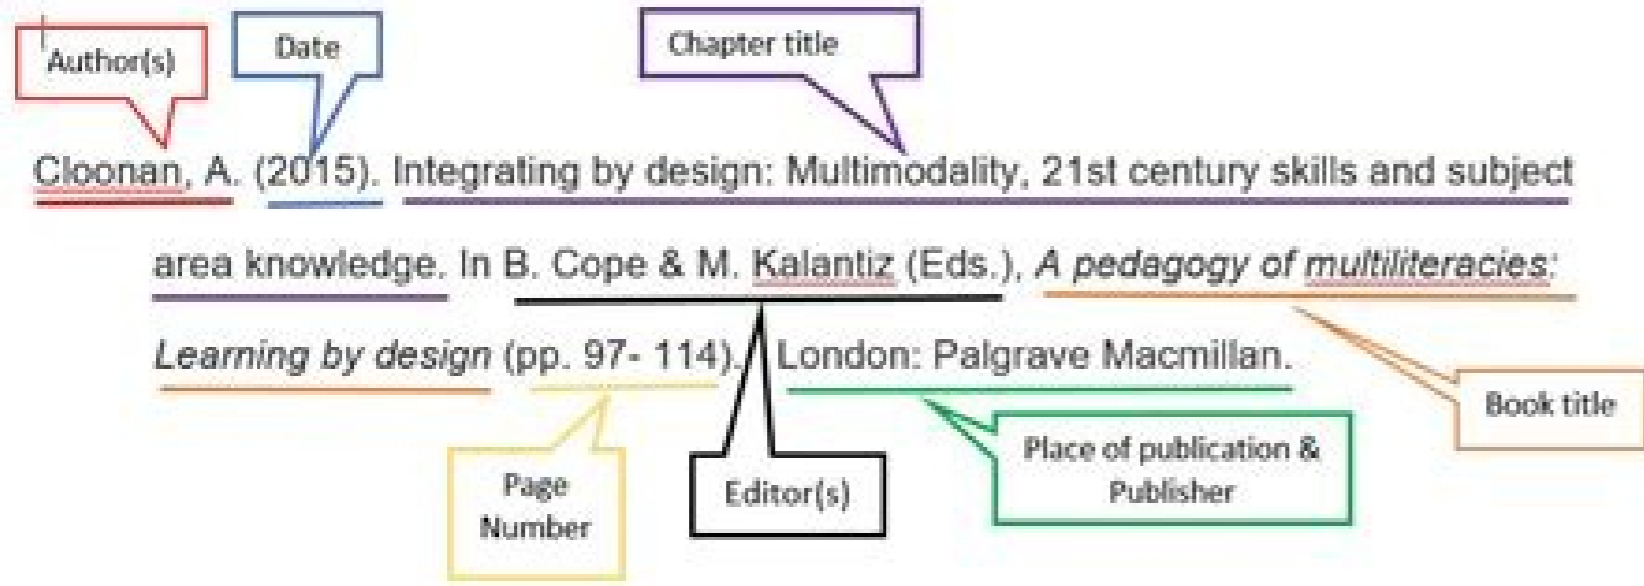 Author(s)
Date
Chapter title
Cloonan, A. (2015). Integrating by design: Multimodality, 21st century skills and subject
area knowledge. In B. Cope & M. Kalantiz (Eds.), A pedagogy of multiliteracies:
Learning by design (pp. 97- 114). London: Palgrave Macmillan.
Book title
Page
Number
Editor(s)
Place of publication &
Publisher